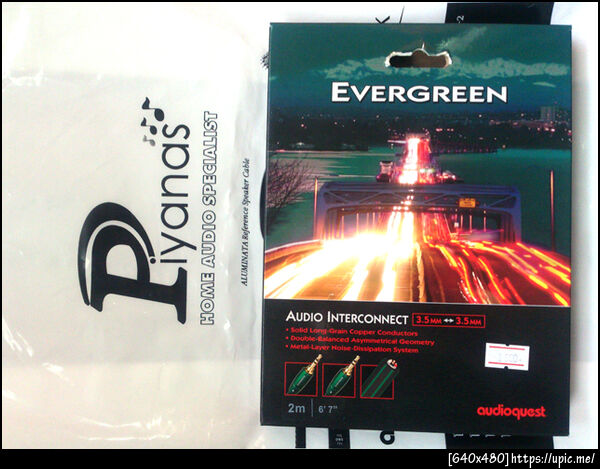 Piyanas
HOME AUDIO SPECIALIST
ALUMINATA Reference Speaker Cable
EVERGREEN
AUDIO INTERCONNECT 3.5MM ↔ 3.5MM
• Solid Long-Grain Copper Conductors
• Double-Balanced Asymmetrical Geometry
• Metal-Layer Noise-Dissipation System
2m | 6' 7"
audioquest
[640x480]https://upic.me/